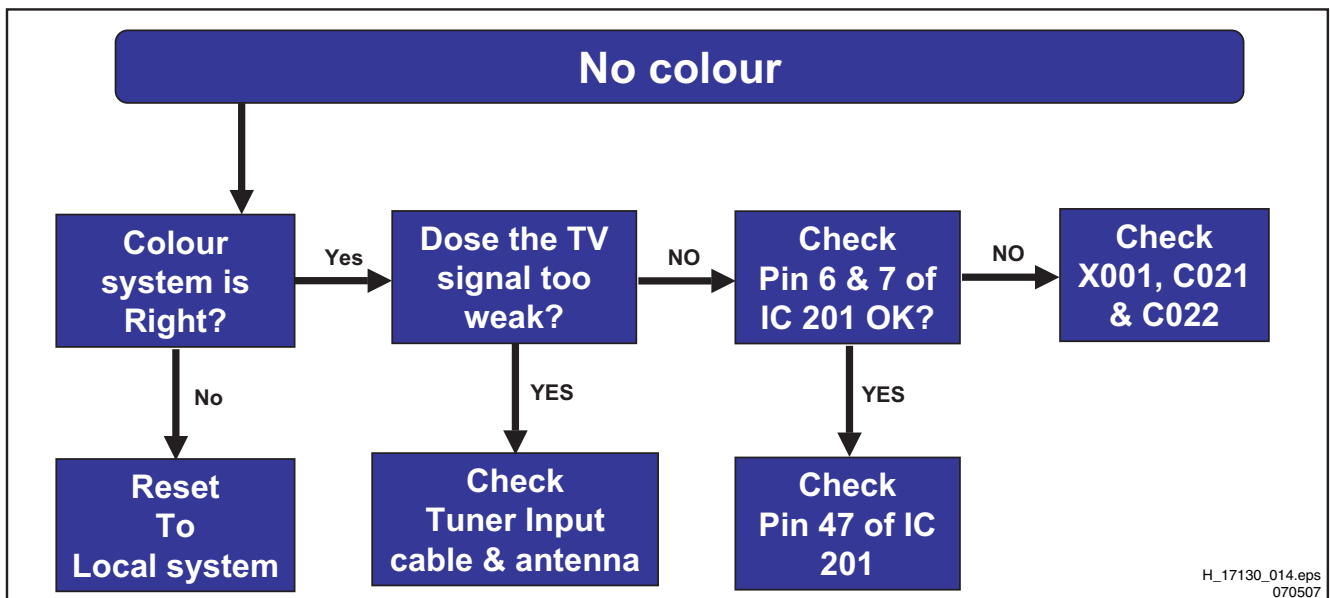 No colour
Colour
system is
Right?
Yes
Dose the TV
signal too
weak?
NO
Check
Pin 6 & 7 of
IC 201 OK?
NO
Check
X001, C021
& C022
No
YES
YES
Reset
To
Local system
Check
Tuner Input
cable & antenna
Check
Pin 47 of IC
201
H_17130_014.eps
070507